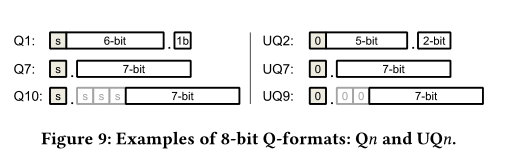 Q1: s 6-bit . 1b UQ2: 0 5-bit . 2-bit
Q7: s . 7-bit UQ7: 0 . 7-bit
Q10: s . s s s 7-bit UQ9: 0 . 0 0 7-bit
Figure 9: Examples of 8-bit Q-formats: Qn and UQn.